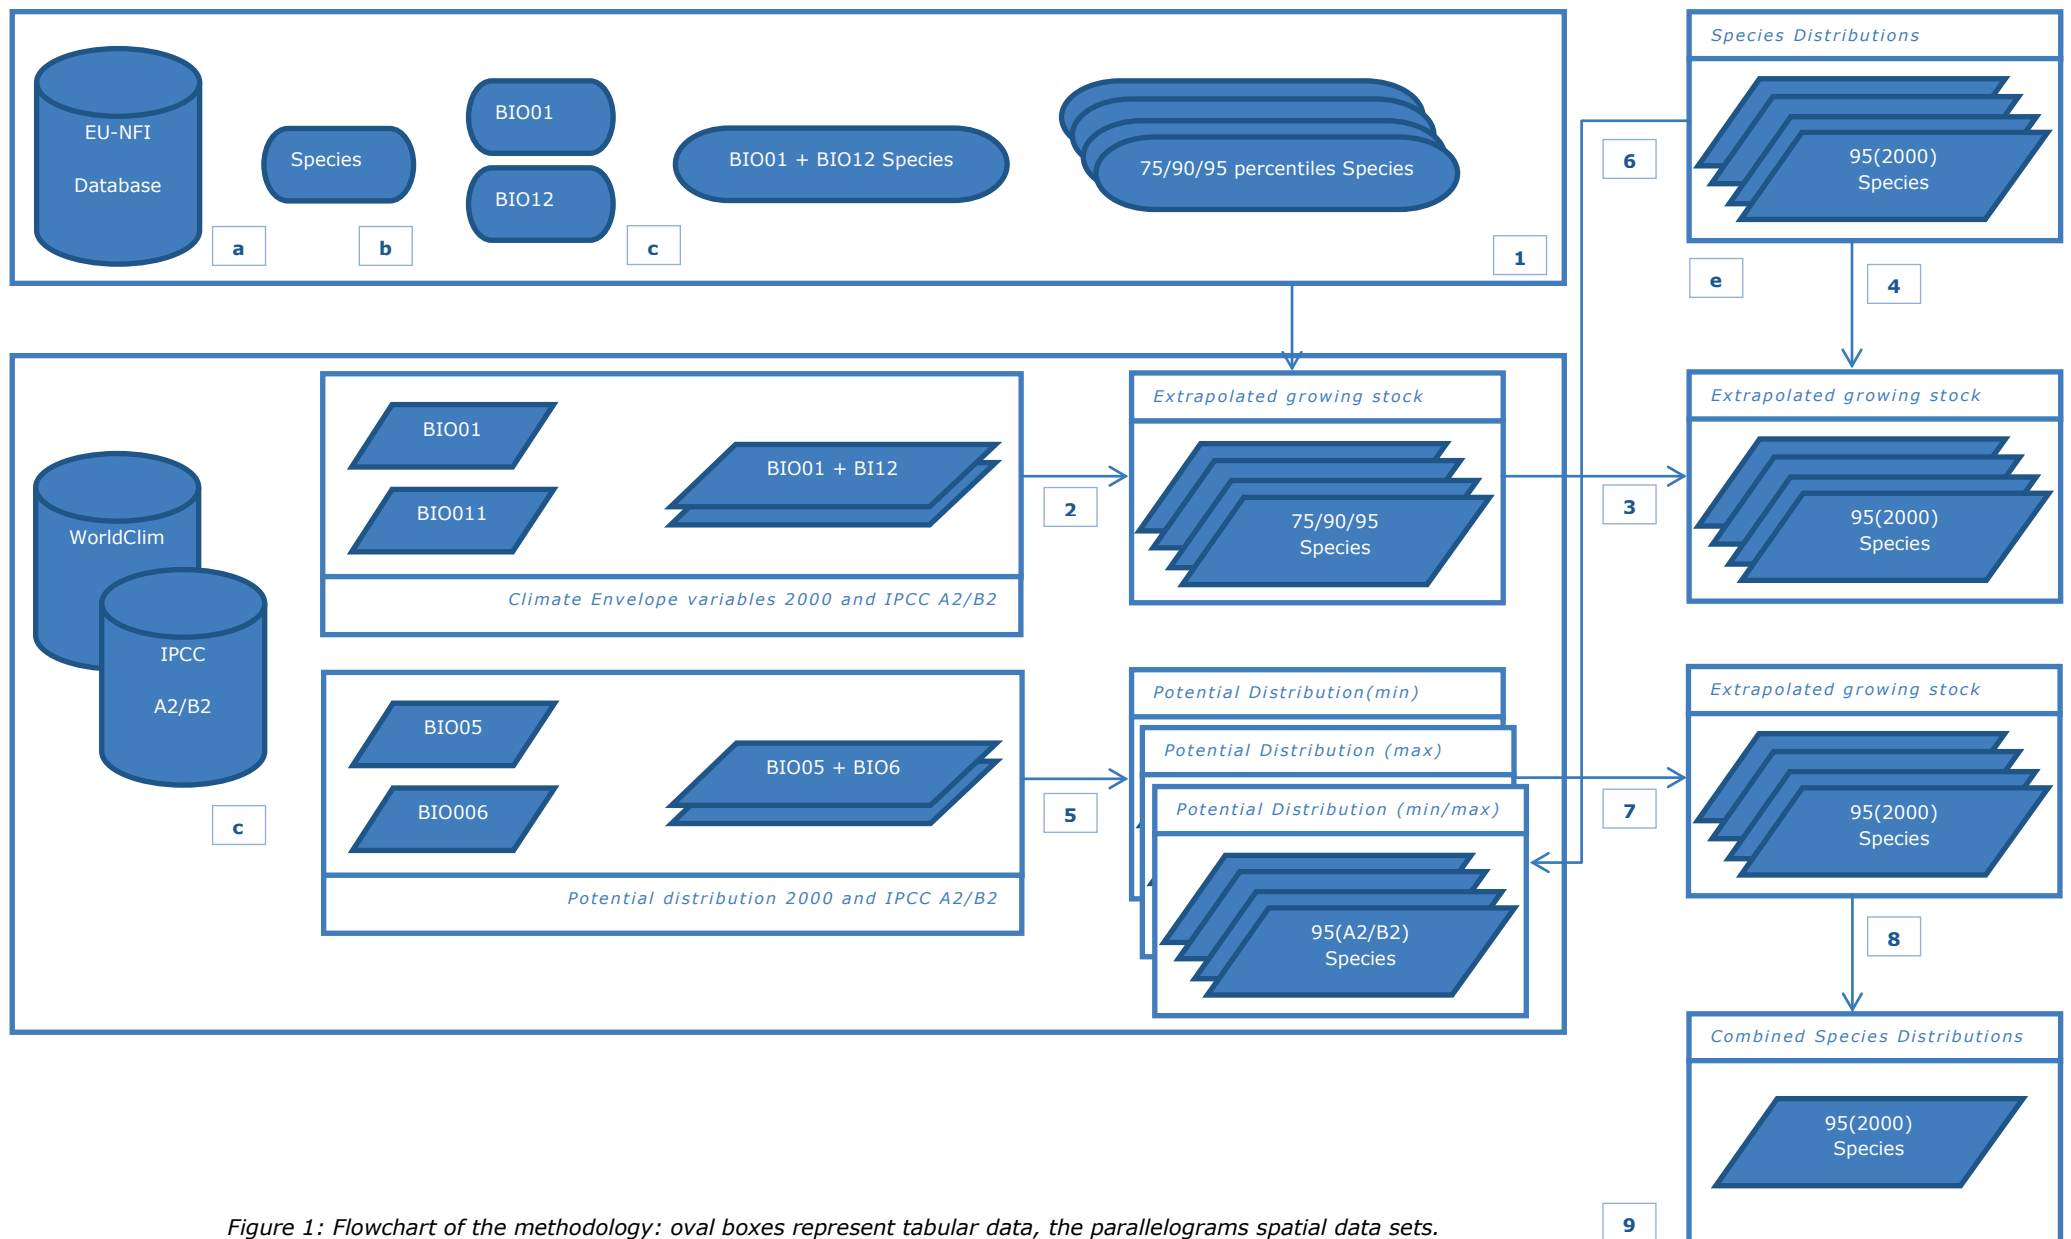 EU-NFI
Database
a
Species
b
BIO01
BIO12
c
BIO01 + BIO12 Species
75/90/95 percentiles Species
1
Species Distributions
95(2000)
Species
6
e
4
WorldClim
IPCC
A2/B2
c
BIO01
BIO011
BIO01 + BI12
Climate Envelope variables 2000 and IPCC A2/B2
2
Extrapolated growing stock
75/90/95
Species
3
Extrapolated growing stock
95(2000)
Species
BIO05
BIO006
BIO05 + BIO6
Potential distribution 2000 and IPCC A2/B2
5
Potential Distribution(min)
Potential Distribution (max)
Potential Distribution (min/max)
95(A2/B2)
Species
7
Extrapolated growing stock
95(2000)
Species
8
Combined Species Distributions
95(2000)
Species
9
Figure 1: Flowchart of the methodology: oval boxes represent tabular data, the parallelograms spatial data sets.